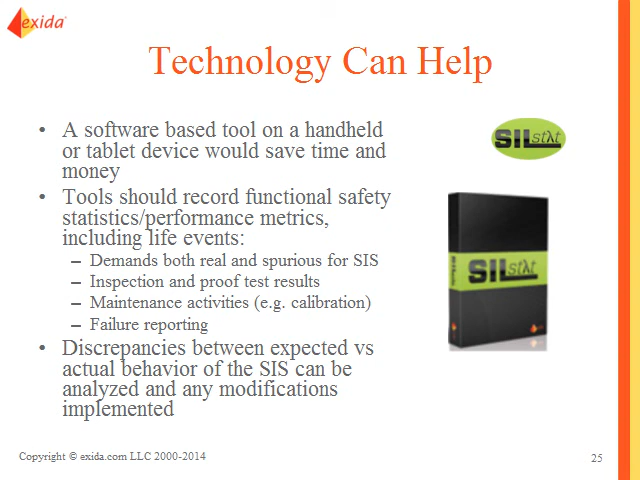 exida
Technology Can Help
• A software based tool on a handheld
or tablet device would save time and
money
• Tools should record functional safety
statistics/performance metrics,
including life events:
– Demands both real and spurious for SIS
– Inspection and proof test results
– Maintenance activities (e.g. calibration)
– Failure reporting
• Discrepancies between expected vs
actual behavior of the SIS can be
analyzed and any modifications
implemented
SILstλt
SILstλt
Copyright © exida.com LLC 2000-2014
25